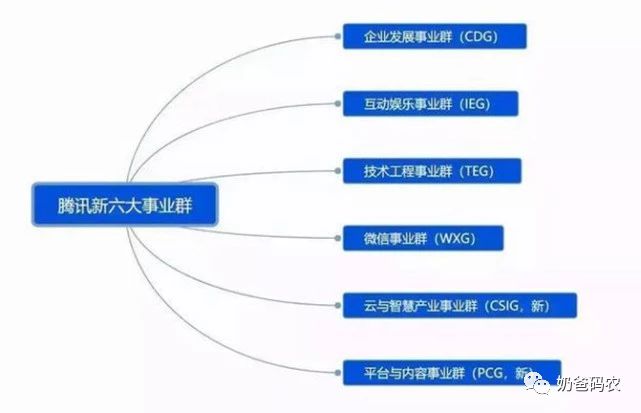 企业发展事业群（CDG）
互动娱乐事业群（IEG）
技术工程事业群（TEG）
腾讯新六大事业群
微信事业群（WXG）
云与智慧产业事业群（CSIG，新）
平台与内容事业群（PCG，新）
奶爸码农